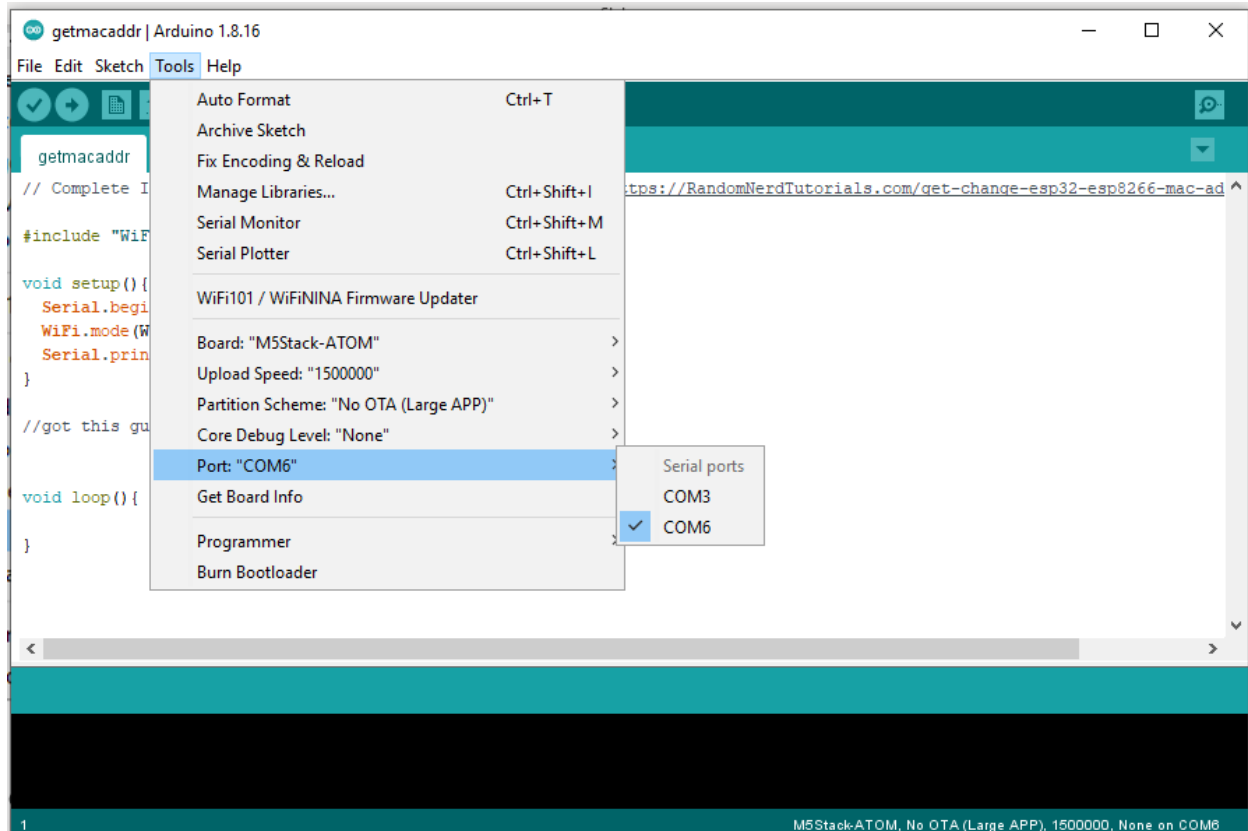 getmacaddr | Arduino 1.8.16
File Edit Sketch Tools Help
getmacaddr
Auto Format Ctrl+T
Archive Sketch
Fix Encoding & Reload
Manage Libraries... Ctrl+Shift+I
Serial Monitor Ctrl+Shift+M
Serial Plotter Ctrl+Shift+L
WiFi101 / WiFiNINA Firmware Updater
Board: "M5Stack-ATOM"
Upload Speed: "1500000"
Partition Scheme: "No OTA (Large APP)"
Core Debug Level: "None"
Port: "COM6"
Get Board Info
Programmer
Burn Bootloader
Serial ports
COM3
COM6
// Complete I ttps://RandomNerdTutorials.com/get-change-esp32-esp8266-mac-ad
#include "WiF
void setup(){
Serial.begi
WiFi.mode(W
Serial.prin
}
//got this gu
void loop(){
}
1 M5Stack-ATOM, No OTA (Large APP), 1500000, None on COM6